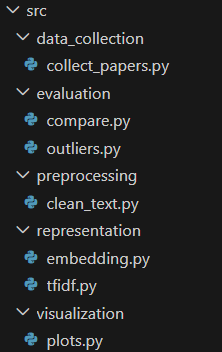 src
data_collection
collect_papers.py
evaluation
compare.py
outliers.py
preprocessing
clean_text.py
representation
embedding.py
tfidf.py
visualization
plots.py